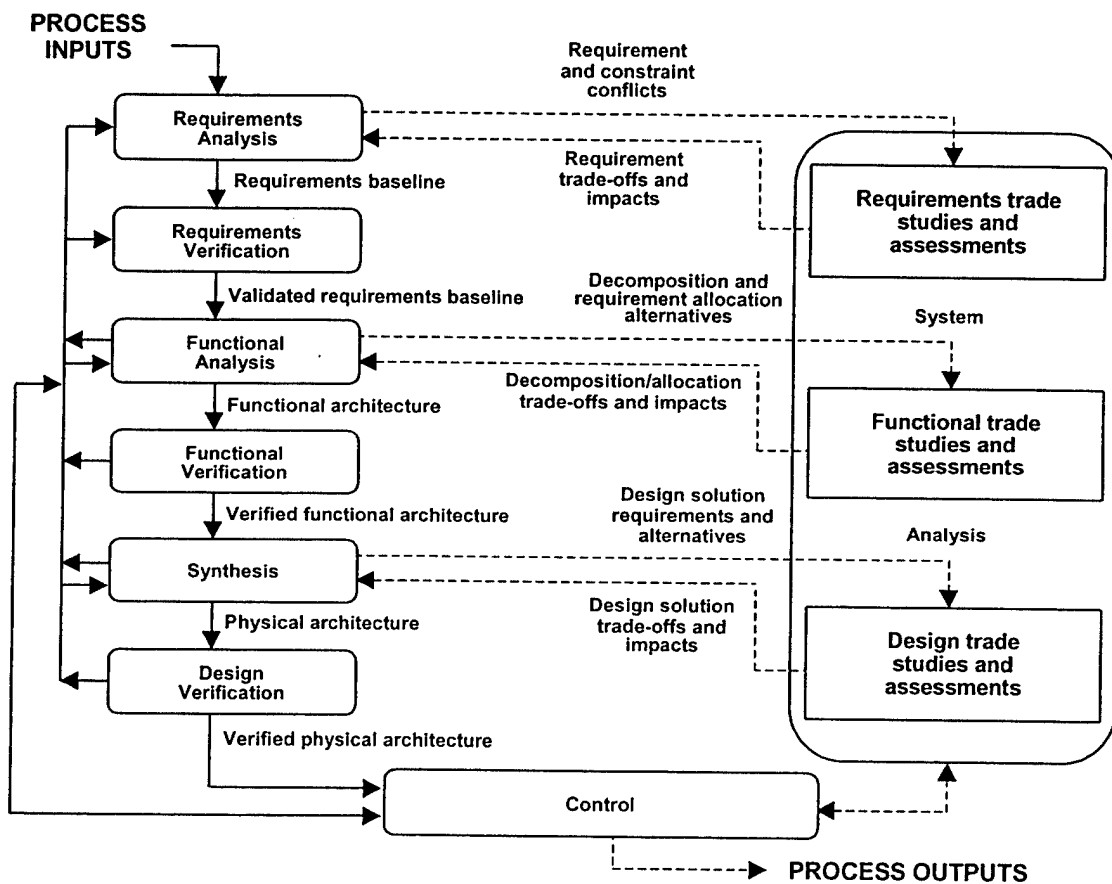 PROCESS
INPUTS
Requirement
and constraint
conflicts
Requirements
Analysis
Requirements baseline
Requirement
trade-offs and
impacts
Requirements trade
studies and
assessments
Requirements
Verification
Validated requirements baseline
Decomposition and
requirement allocation
alternatives
System
Functional
Analysis
Functional architecture
Decomposition/allocation
trade-offs and impacts
Functional trade
studies and
assessments
Functional
Verification
Verified functional architecture
Design solution
requirements and
alternatives
Analysis
Synthesis
Physical architecture
Design solution
trade-offs and
impacts
Design trade
studies and
assessments
Design
Verification
Verified physical architecture
Control
PROCESS OUTPUTS